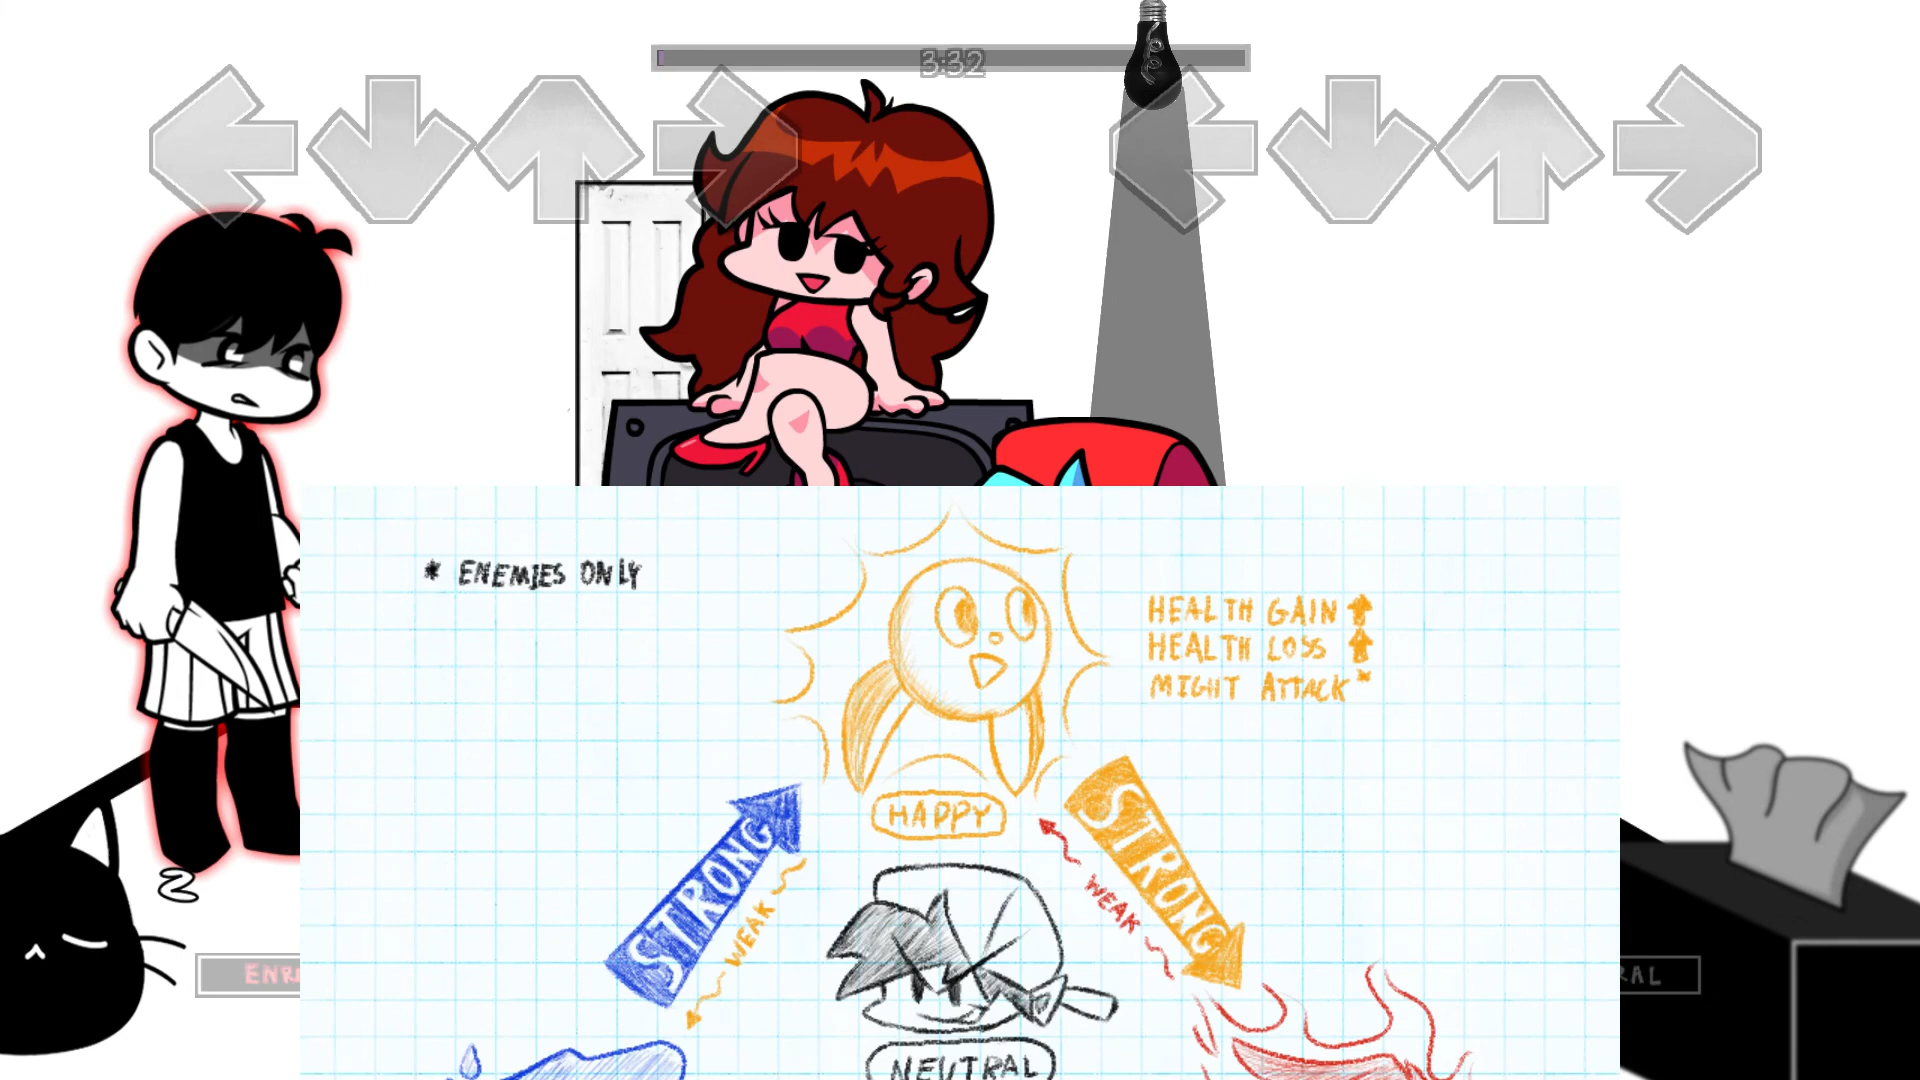 3:32
* ENEMIES ONLY
HEALTH GAIN
HEALTH LOSS
MIGHT ATTACK*
HAPPY
STRONG
WEAK
STRONG
WEAK
NEUTRAL